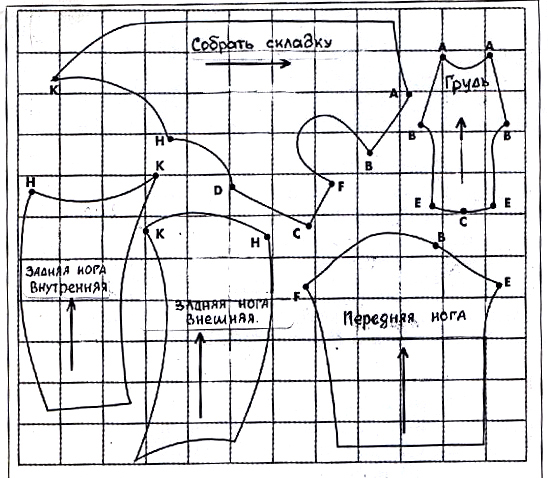 Собрать складку
K
A
A
A
Грудь
H
B
B
B
H
K
D
F
E
E
C
C
K
H
B
F
E
Задняя нога
Внутренняя
Задняя нога
Внешняя.
Передняя нога